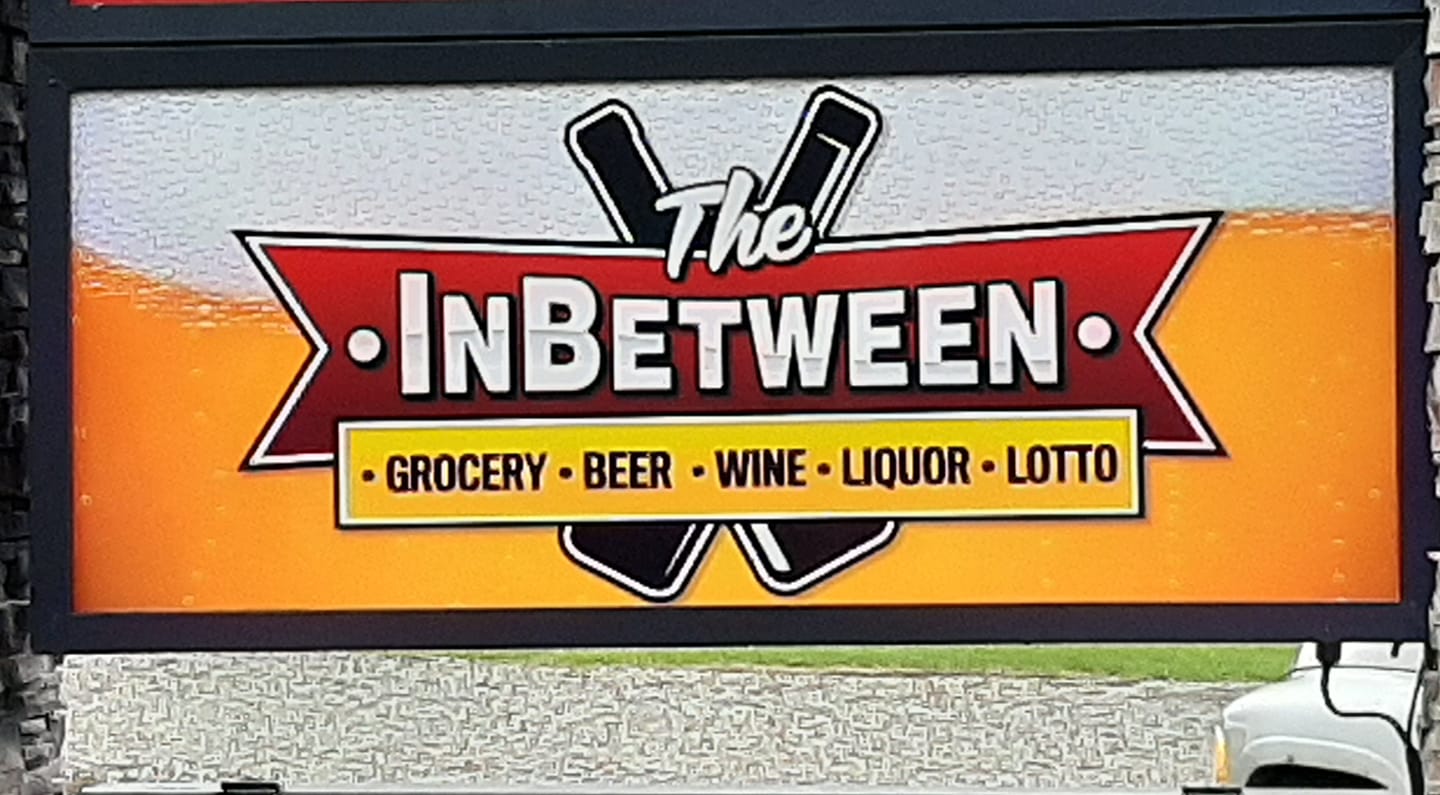 The
INBETWEEN
• GROCERY • BEER • WINE • LIQUOR • LOTTO